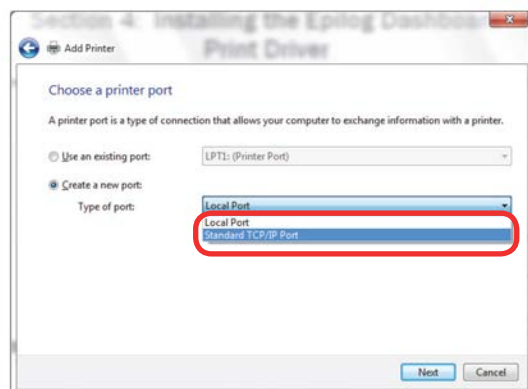 Section 4: Installing the Epilog Dashboard
Print Driver
Add Printer
Choose a printer port
A printer port is a type of connection that allows your computer to exchange information with a printer.
Use an existing port:
LPT1: (Printer Port)
Create a new port:
Type of port:
Local Port
Local Port
Standard TCP/IP Port
Next
Cancel